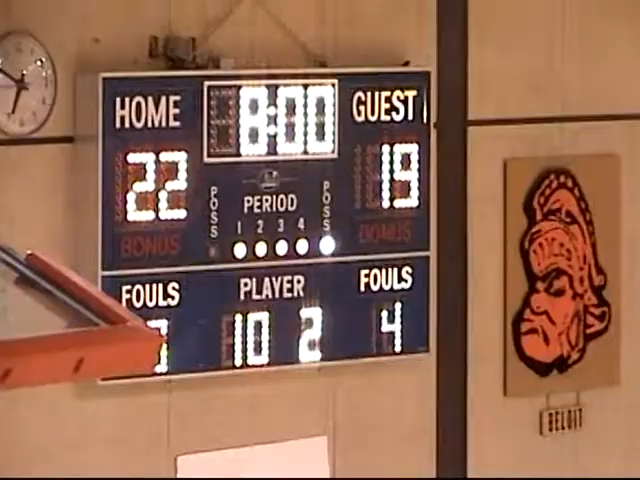 HOME 8:00 GUEST
22 19
POSS PERIOD POSS
1 2 3 4
BONUS BONUS
FOULS PLAYER FOULS
10 2 4
BELOIT